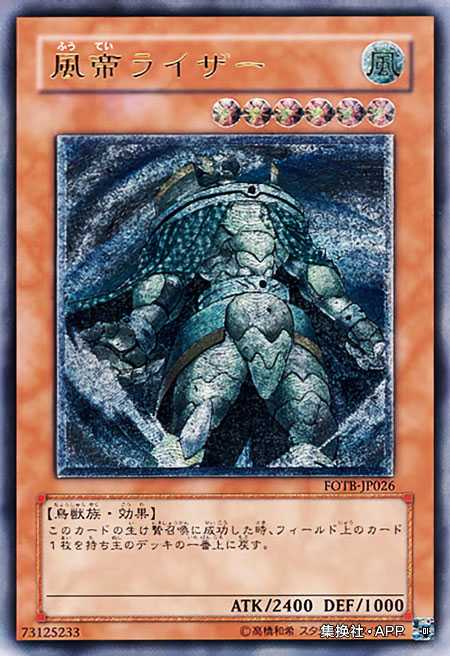 ふうてい
風帝ライザー
風
FOTB-JP026
【鳥獣族・効果】
このカードの生け贄召喚に成功した時、フィールド上のカード
1枚を持ち主のデッキの一番上に戻す。
ATK/2400 DEF/1000
73125233
©高橋和希 スタ
集換社・APP